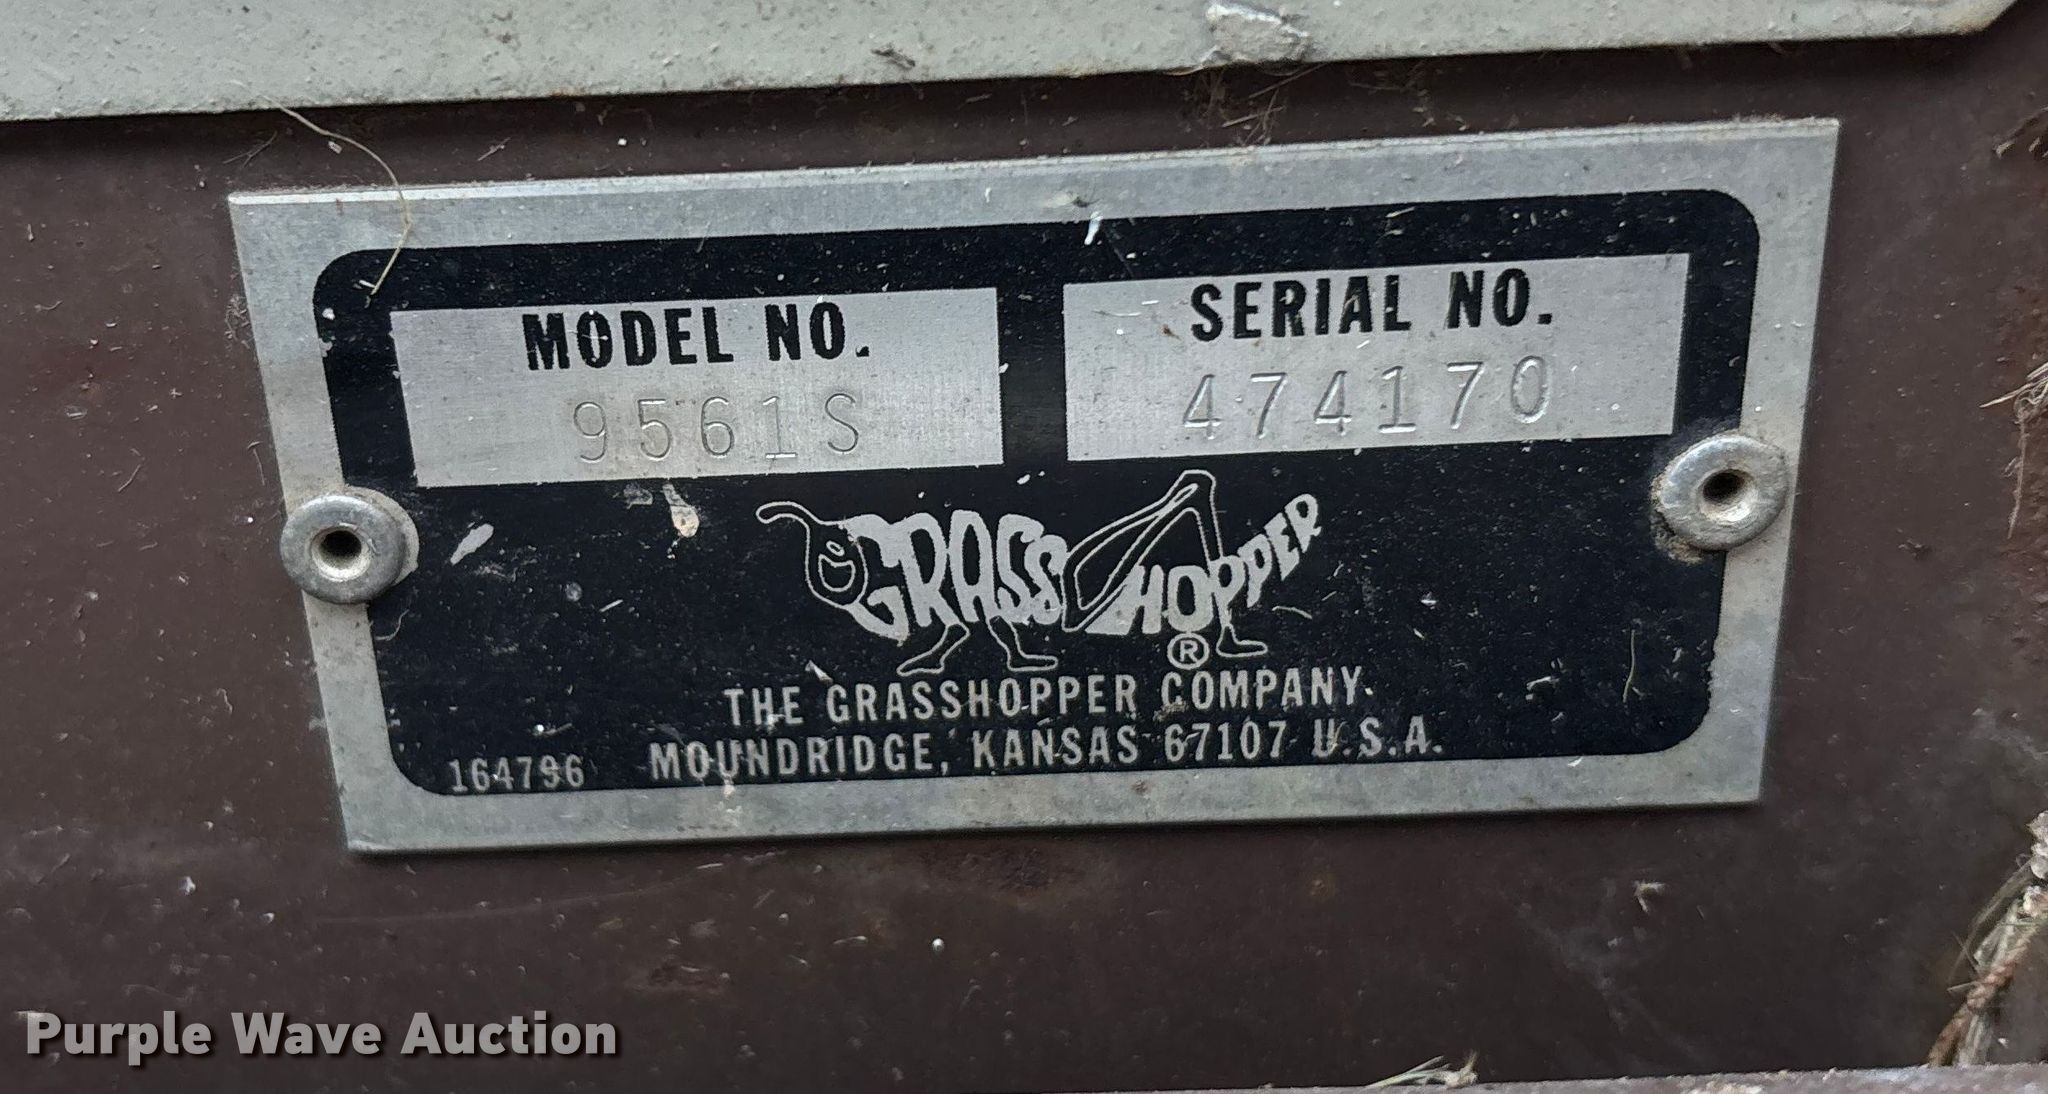 MODEL NO.
9561S
SERIAL NO.
474170
GRASSHOPPER
®
THE GRASSHOPPER COMPANY
MOUNDRIDGE, KANSAS 67107 U.S.A.
164796
Purple Wave Auction